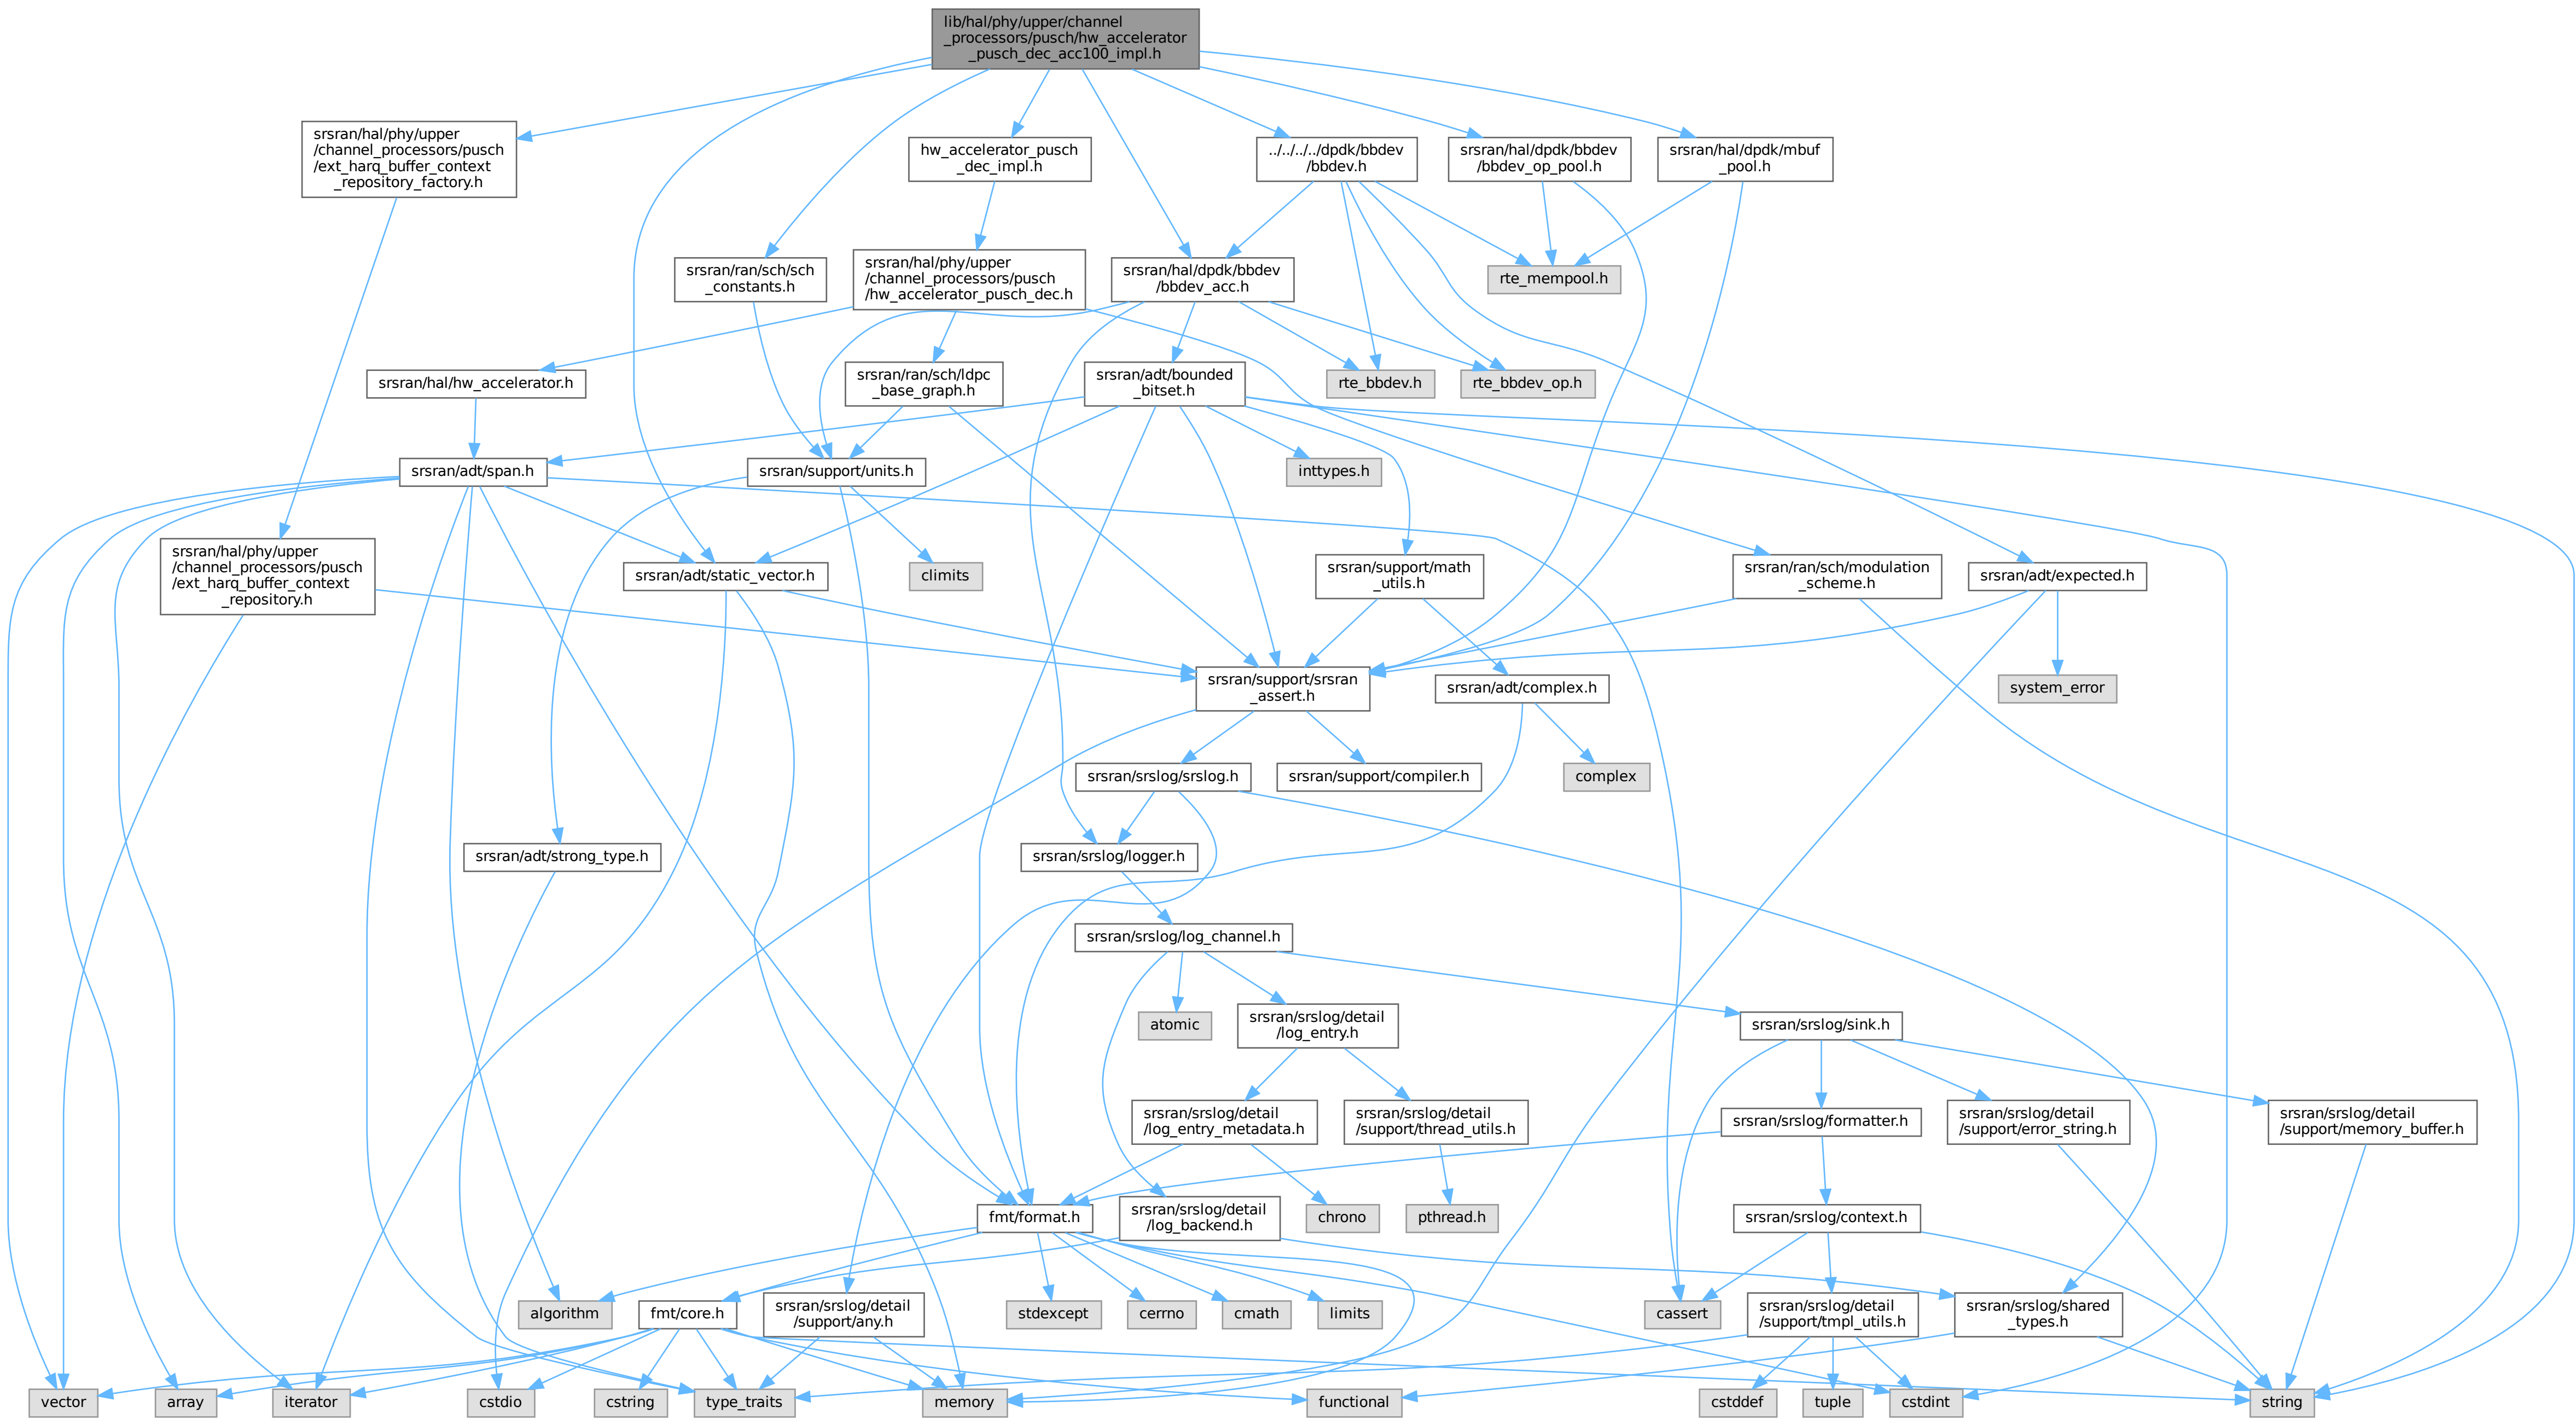 lib/hal/phy/upper/channel
_processors/pusch/hw_accelerator
_pusch_dec_acc100_impl.h
srsran/hal/phy/upper
/channel_processors/pusch
/ext_harq_buffer_context
_repository_factory.h
hw_accelerator_pusch
_dec_impl.h
../../../../dpdk/bbdev
/bbdev.h
srsran/hal/dpdk/bbdev
/bbdev_op_pool.h
srsran/hal/dpdk/mbuf
_pool.h
srsran/ran/sch/sch
_constants.h
srsran/hal/phy/upper
/channel_processors/pusch
/hw_accelerator_pusch_dec.h
srsran/hal/dpdk/bbdev
/bbdev_acc.h
rte_mempool.h
srsran/hal/hw_accelerator.h
srsran/ran/sch/ldpc
_base_graph.h
srsran/adt/bounded
_bitset.h
rte_bbdev.h
rte_bbdev_op.h
srsran/adt/span.h
srsran/support/units.h
inttypes.h
srsran/hal/phy/upper
/channel_processors/pusch
/ext_harq_buffer_context
_repository.h
srsran/adt/static_vector.h
climits
srsran/support/math
_utils.h
srsran/ran/sch/modulation
_scheme.h
srsran/adt/expected.h
srsran/support/srsran
_assert.h
srsran/adt/complex.h
system_error
srsran/srslog/srslog.h
srsran/support/compiler.h
complex
srsran/adt/strong_type.h
srsran/srslog/logger.h
srsran/srslog/log_channel.h
atomic
srsran/srslog/detail
/log_entry.h
srsran/srslog/sink.h
srsran/srslog/detail
/log_entry_metadata.h
srsran/srslog/detail
/support/thread_utils.h
srsran/srslog/formatter.h
srsran/srslog/detail
/support/error_string.h
srsran/srslog/detail
/support/memory_buffer.h
fmt/format.h
srsran/srslog/detail
/log_backend.h
chrono
pthread.h
srsran/srslog/context.h
algorithm
fmt/core.h
srsran/srslog/detail
/support/any.h
stdexcept
cerrno
cmath
limits
cassert
srsran/srslog/detail
/support/tmpl_utils.h
srsran/srslog/shared
_types.h
vector
array
iterator
cstdio
cstring
type_traits
memory
functional
cstddef
tuple
cstdint
string